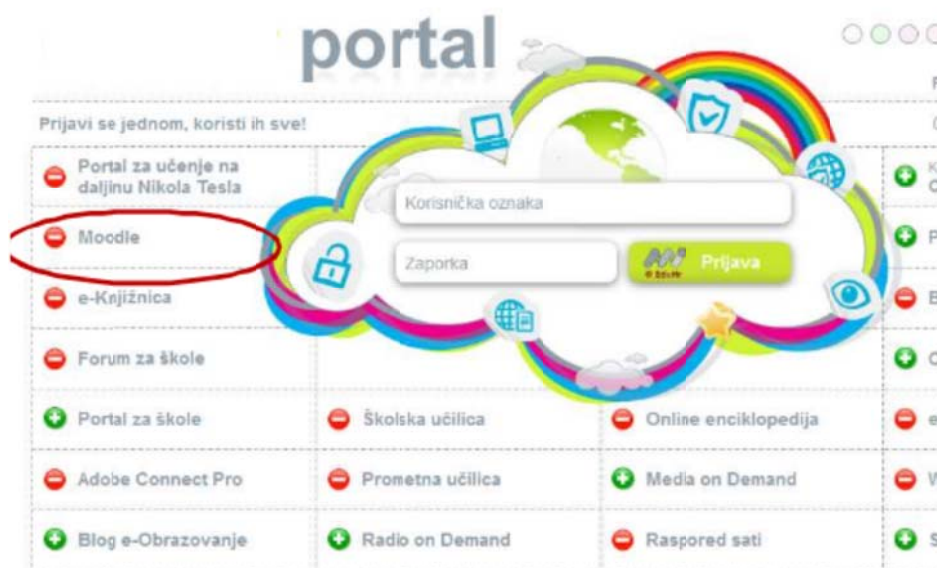 portal
Prijavi se jednom, koristi ih sve!
Portal za učenje na
daljinu Nikola Tesla
Korisnička oznaka
Moodle
Zaporka
Prijava
e-Knjižnica
Forum za škole
Portal za škole
Školska učilica
Online enciklopedija
Adobe Connect Pro
Prometna učilica
Media on Demand
Blog e-Obrazovanje
Radio on Demand
Raspored sati